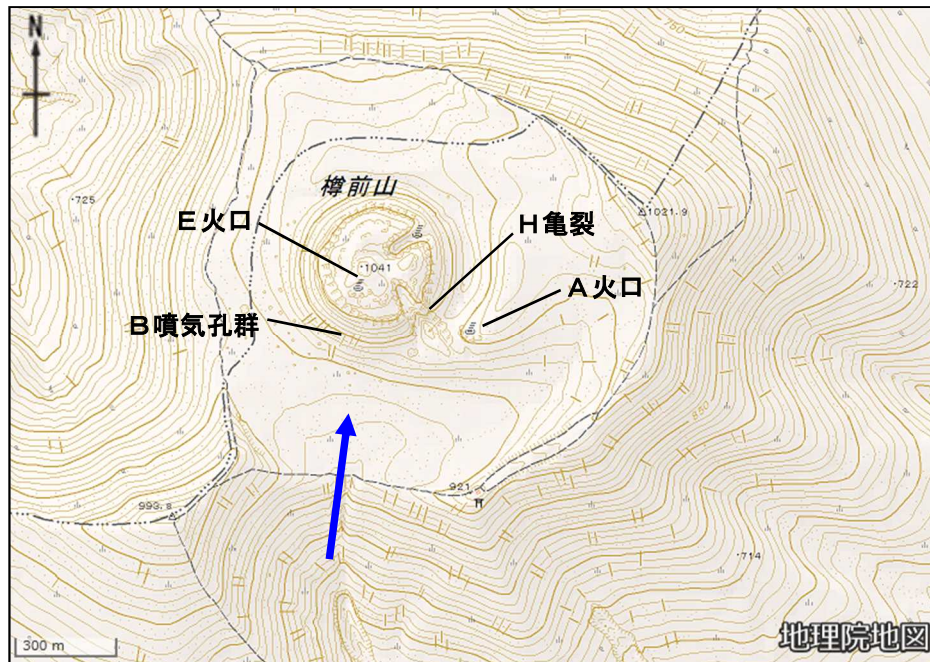 N
750
樽前山
・725
E火口
H亀裂
△1021.9
・1041
A火口
・722
B噴気孔群
850
921
993.8
・714
300 m
地理院地図